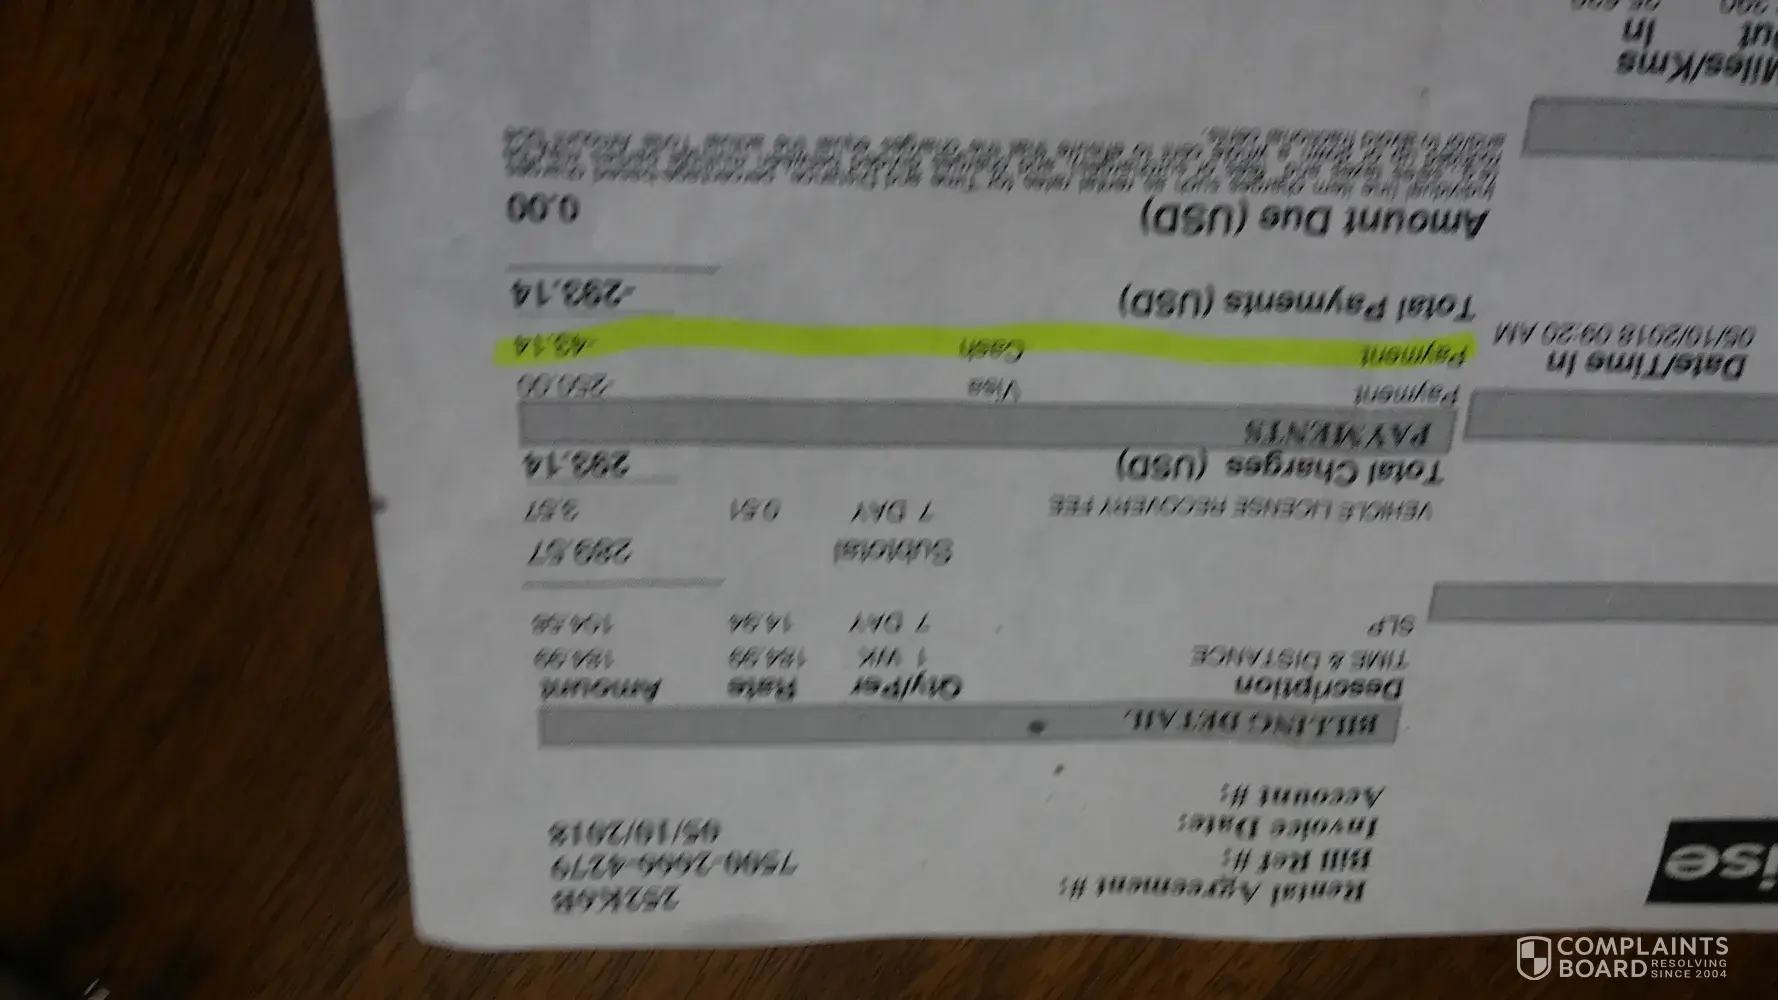 ise
Rental Agreement #: 252K6B
Bill Ref #: 7500-2666-4279
Invoice Date: 05/10/2018
Account #:
BILLING DETAIL
Description Qty/Per Rate Amount
TIME & DISTANCE 1 WK 184.99 184.99
SLP 7 DAY 14.94 104.58
Subtotal 289.57
VEHICLE LICENSE RECOVERY FEE 7 DAY 0.51 3.57
Total Charges (USD) 293.14
PAYMENTS
Payment Visa -250.00
Payment Cash -43.14
Total Payments (USD) -293.14
Amount Due (USD) 0.00
Date/Time In
05/10/2018 09:20 AM
Miles/Kms
Out In
COMPLAINTS
BOARD RESOLVING SINCE 2004